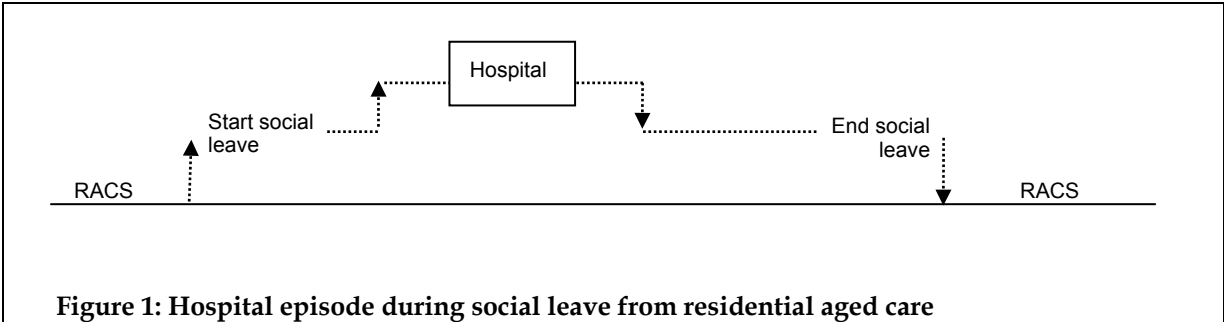 Hospital
Start social
leave
End social
leave
RACS
RACS
Figure 1: Hospital episode during social leave from residential aged care